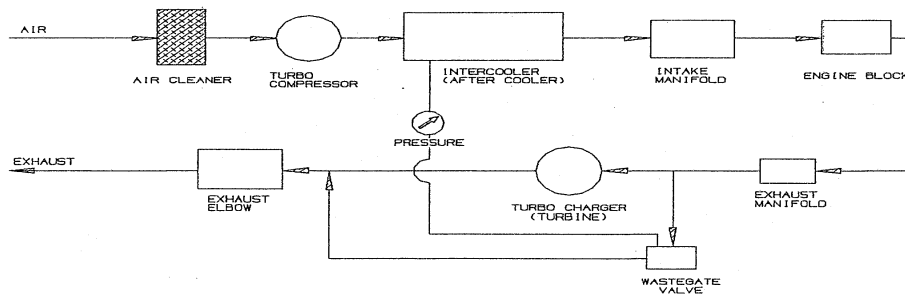 AIR
AIR CLEANER
TURBO
COMPRESSOR
INTERCOOLER
(AFTER COOLER)
INTAKE
MANIFOLD
ENGINE BLOCK
PRESSURE
EXHAUST
EXHAUST
ELBOW
TURBO CHARGER
(TURBINE)
EXHAUST
MANIFOLD
WASTEGATE
VALVE